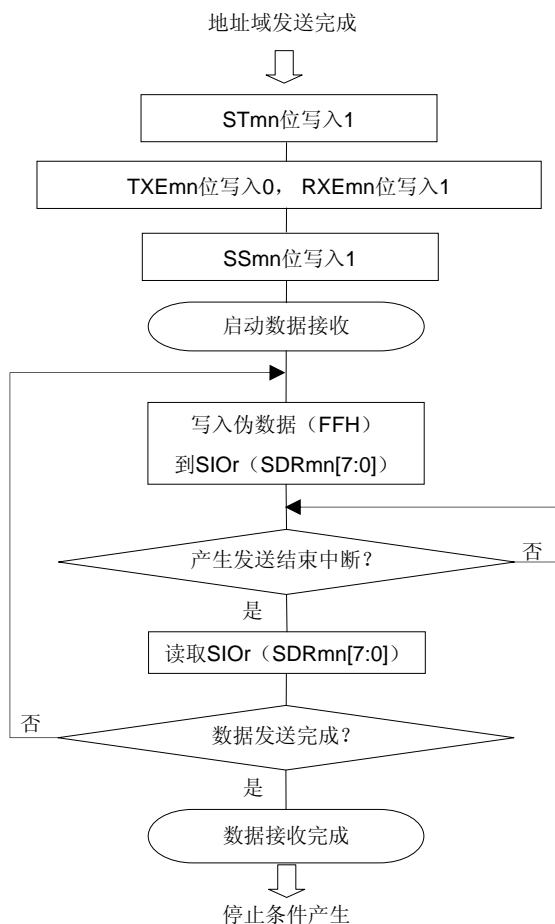 地址域发送完成
STmn位写入1
TXEmn位写入0， RXEmn位写入1
SSmn位写入1
启动数据接收
写入伪数据（FFH）
到SIOr（SDRmn[7:0]）
产生发送结束中断？
否
是
读取SIOr（SDRmn[7:0]）
否
数据发送完成？
是
数据接收完成
停止条件产生